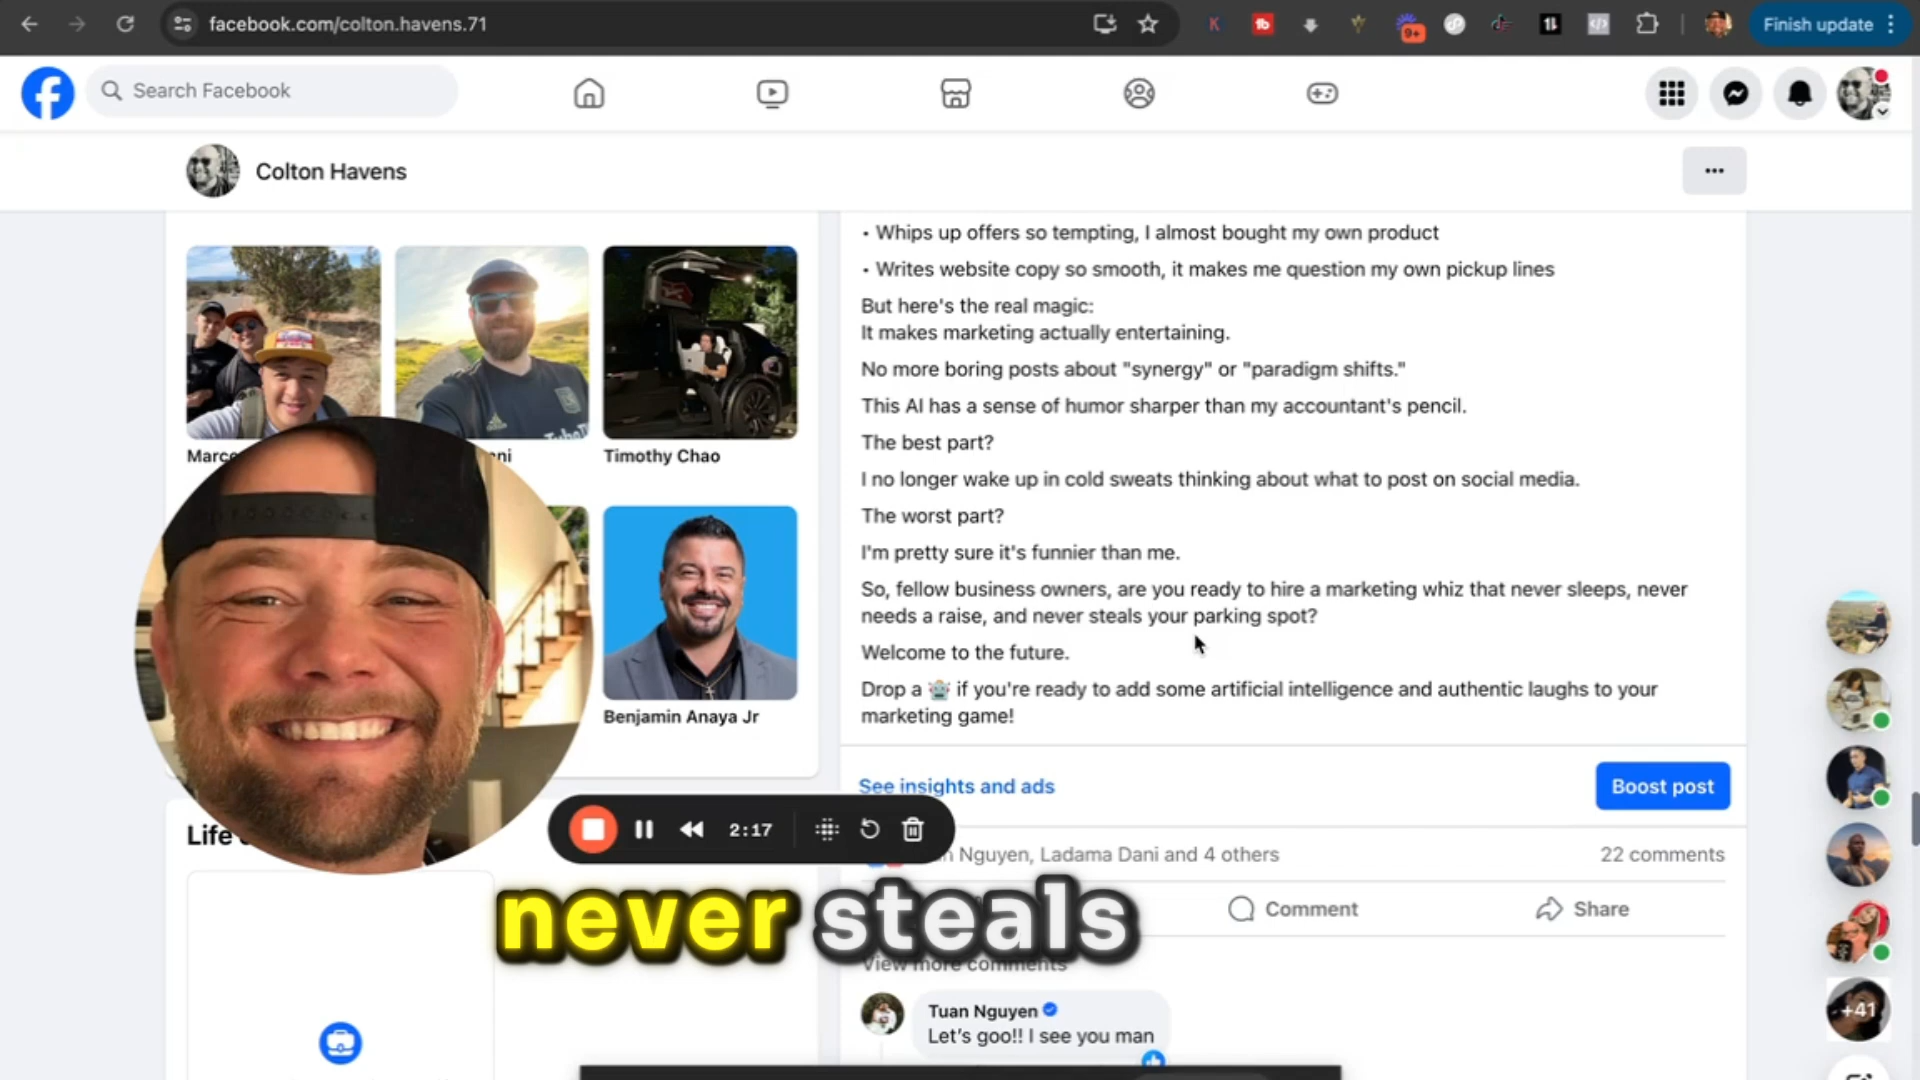 facebook.com/colton.havens.71
9+
Finish update
Search Facebook
Colton Havens
• Whips up offers so tempting, I almost bought my own product
• Writes website copy so smooth, it makes me question my own pickup lines
But here's the real magic:
It makes marketing actually entertaining.
No more boring posts about "synergy" or "paradigm shifts."
This AI has a sense of humor sharper than my accountant's pencil.
The best part?
I no longer wake up in cold sweats thinking about what to post on social media.
The worst part?
I'm pretty sure it's funnier than me.
So, fellow business owners, are you ready to hire a marketing whiz that never sleeps, never
needs a raise, and never steals your parking spot?
Welcome to the future.
Drop a 🤖 if you're ready to add some artificial intelligence and authentic laughs to your
marketing game!
Timothy Chao
Benjamin Anaya Jr
Life
See insights and ads
Boost post
2:17
Nguyen, Ladama Dani and 4 others
22 comments
Comment
Share
never steals
View more comments
Tuan Nguyen
Let's goo!! I see you man
+41